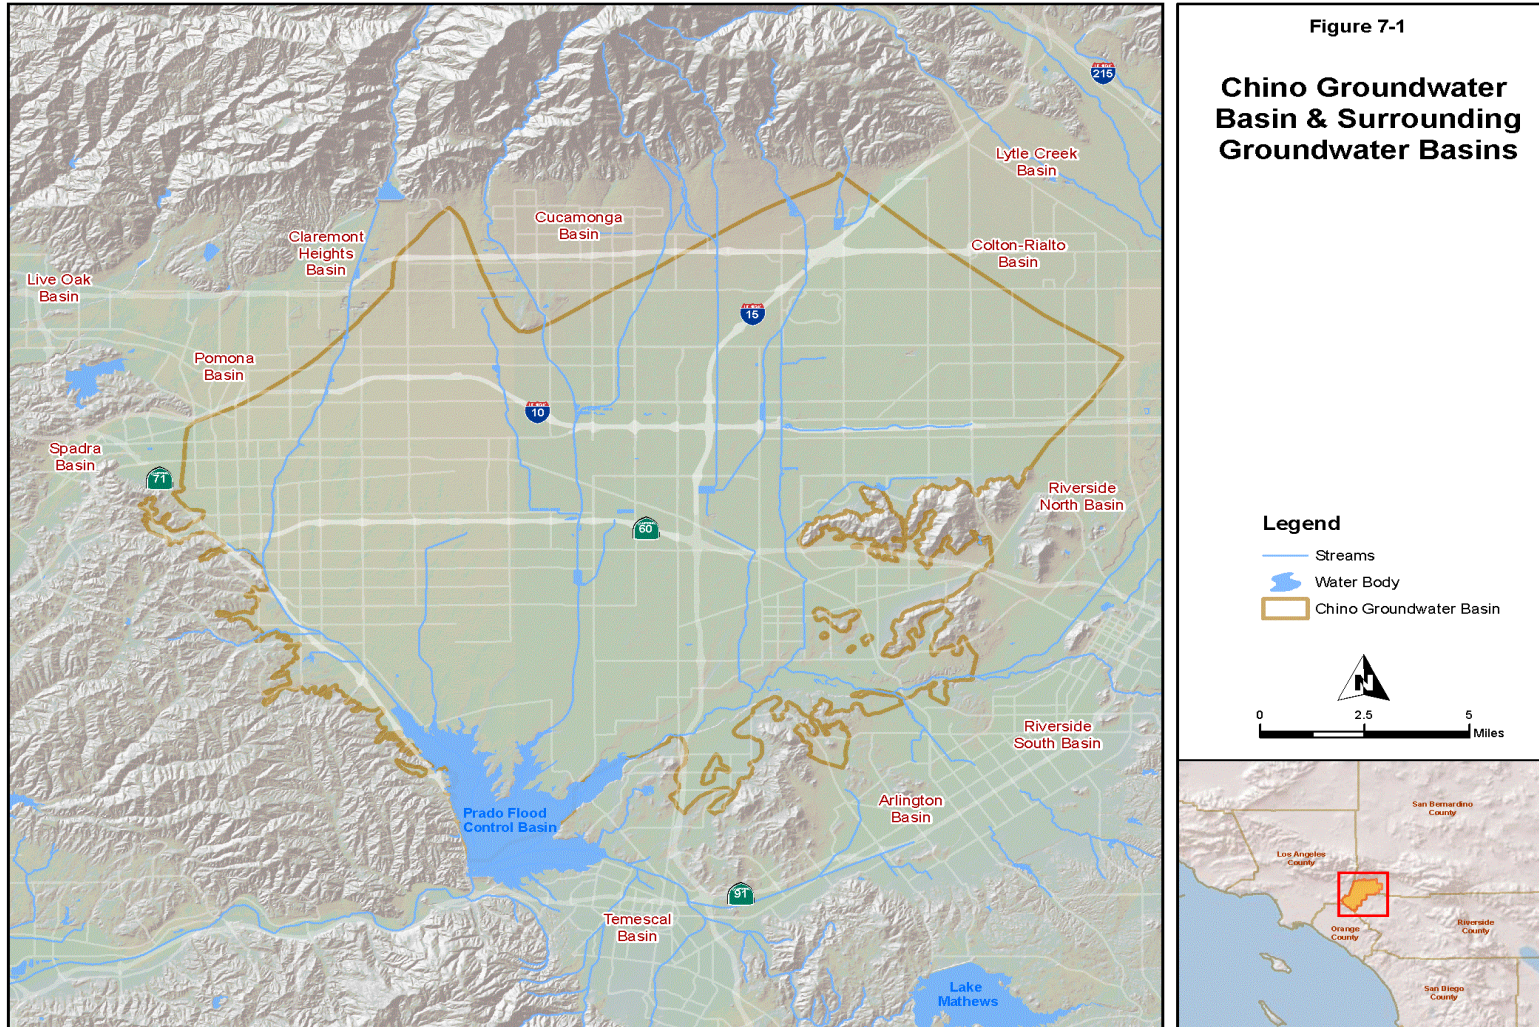 Figure 7-1
Chino Groundwater
Basin & Surrounding
Groundwater Basins
215
Lytle Creek
Basin
Cucamonga
Basin
Claremont
Heights
Basin
Colton-Rialto
Basin
Live Oak
Basin
15
Pomona
Basin
10
Spadra
Basin
71
Riverside
North Basin
60
Riverside
South Basin
Arlington
Basin
Prado Flood
Control Basin
91
Temescal
Basin
Lake
Mathews
Legend
Streams
Water Body
Chino Groundwater Basin
N
0 2.5 5
Miles
San Bernardino
County
Los Angeles
County
Riverside
County
Orange
County
San Diego
County